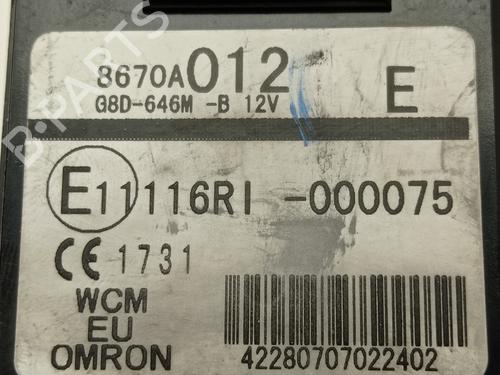 8670A012
G8D-646M -B 12V E
E11 116RI -000075
CE 1731
WCM
EU
OMRON
42280707022402
B-PARTS